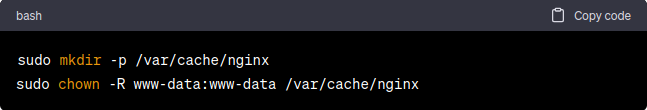 bash
Copy code
sudo mkdir -p /var/cache/nginx
sudo chown -R www-data:www-data /var/cache/nginx